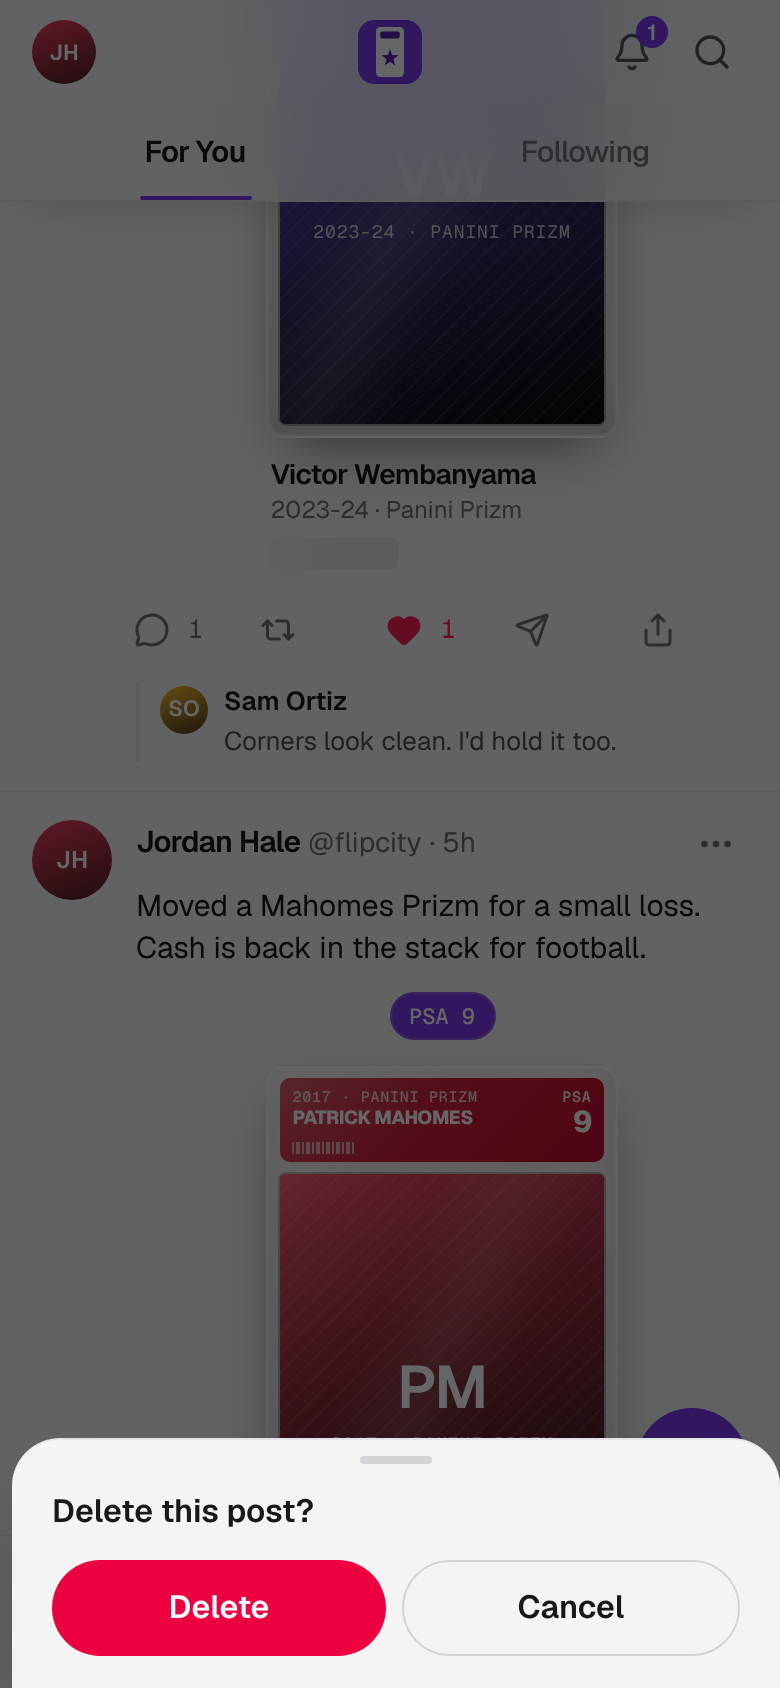 JH
1
For You
Following
VW
2023-24 · PANINI PRIZM
Victor Wembanyama
2023-24 · Panini Prizm
1
1
SO
Sam Ortiz
Corners look clean. I'd hold it too.
JH
Jordan Hale @flipcity · 5h
Moved a Mahomes Prizm for a small loss.
Cash is back in the stack for football.
PSA 9
2017 · PANINI PRIZM
PSA
PATRICK MAHOMES
9
PM
Delete this post?
Delete
Cancel